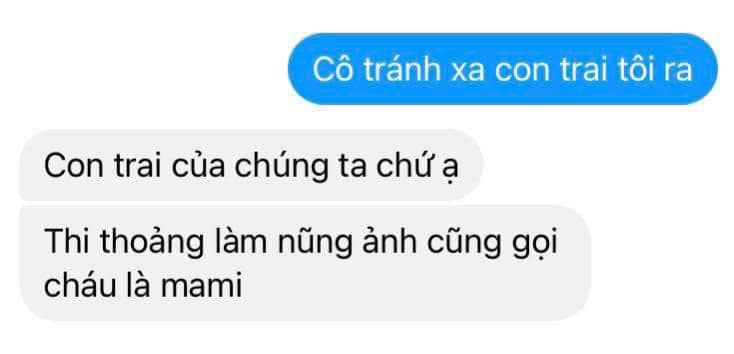 Cô tránh xa con trai tôi ra
Con trai của chúng ta chứ ạ
Thi thoảng làm nũng ảnh cũng gọi
cháu là mami